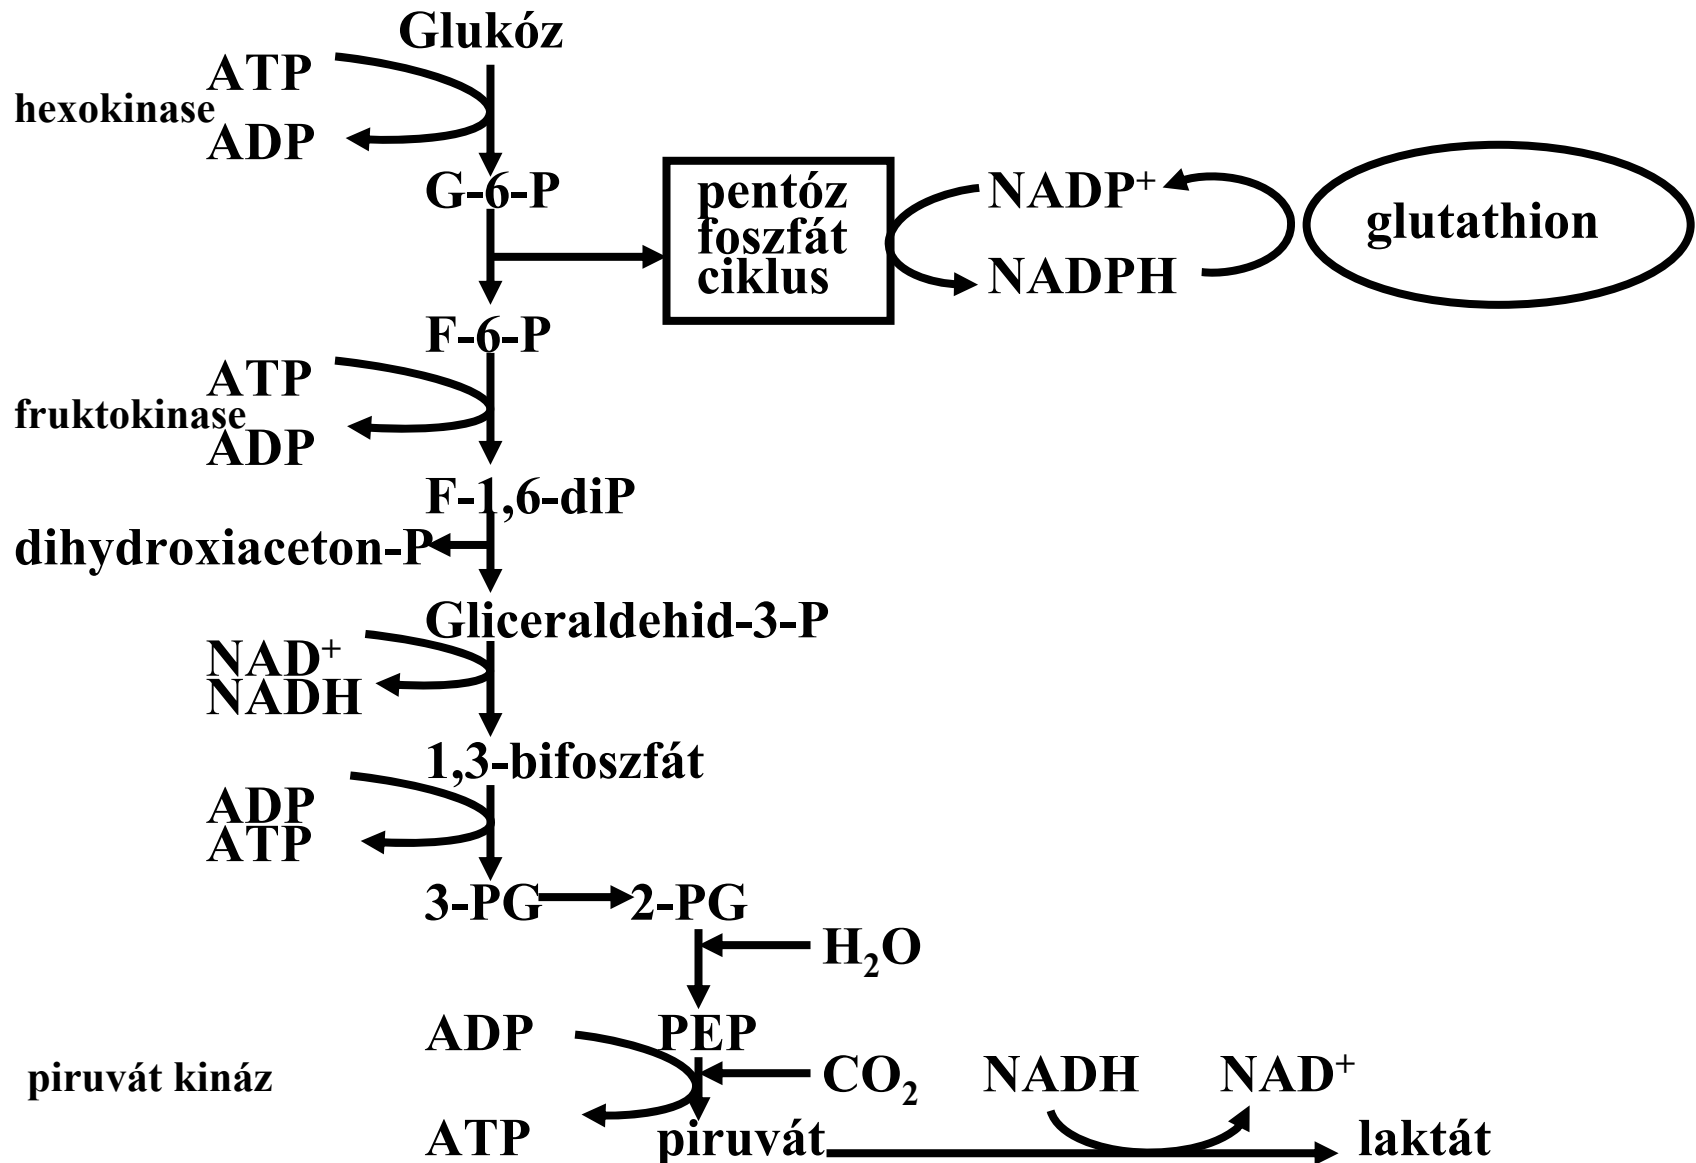 Glukóz
ATP
hexokinase
ADP
G-6-P
pentóz
foszfát
ciklus
NADP⁺
NADPH
glutathion
F-6-P
ATP
fruktokinase
ADP
F-1,6-diP
dihydroxiaceton-P
Gliceraldehid-3-P
NAD⁺
NADH
1,3-bifoszfát
ADP
ATP
3-PG
2-PG
H₂O
ADP
PEP
piruvát kináz
CO₂
NADH
NAD⁺
ATP
piruvát
laktát